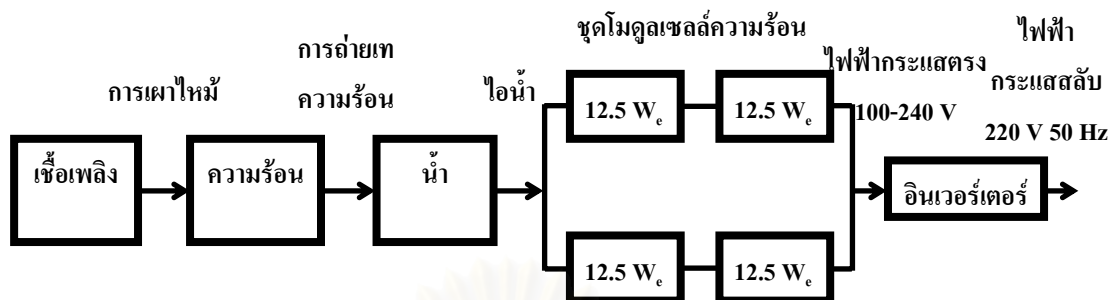 ชุดโมดูลเซลล์ความร้อน
ไฟฟ้า
กระแสสลับ
220 V 50 Hz
การถ่ายเท
ความร้อน
ไฟฟ้ากระแสตรง
100-240 V
การเผาไหม้
ไอน้ำ
12.5 We
12.5 We
เชื้อเพลิง
ความร้อน
น้ำ
อินเวอร์เตอร์
12.5 We
12.5 We